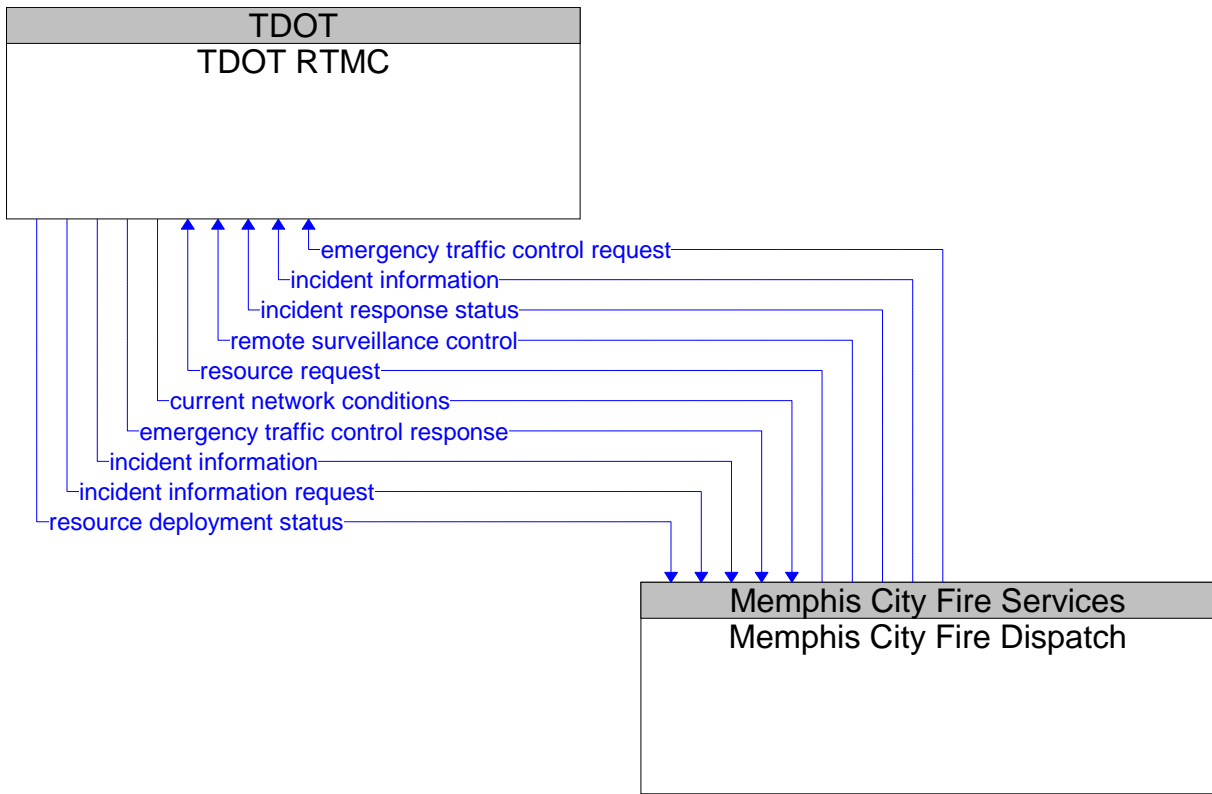 TDOT
TDOT RTMC
emergency traffic control request
incident information
incident response status
remote surveillance control
resource request
current network conditions
emergency traffic control response
incident information
incident information request
resource deployment status
Memphis City Fire Services
Memphis City Fire Dispatch